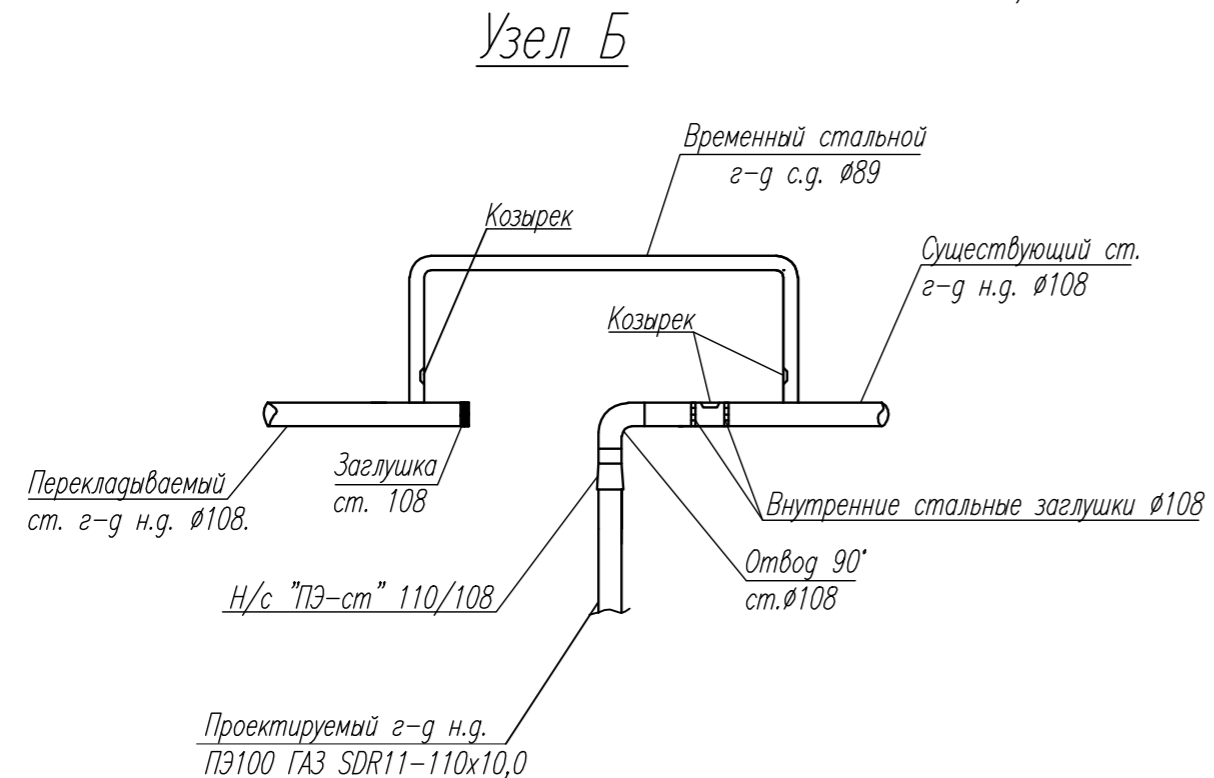 Узел Б
Временный стальной
г-д с.д. ø89
Козырек
Существующий ст.
г-д н.д. ø108
Козырек
Заглушка
ст. 108
Перекладываемый
ст. г-д н.д. ø108.
Внутренние стальные заглушки ø108
Отвод 90°
ст.ø108
Н/с "ПЭ-ст" 110/108
Проектируемый г-д н.д.
ПЭ100 ГАЗ SDR11-110x10,0